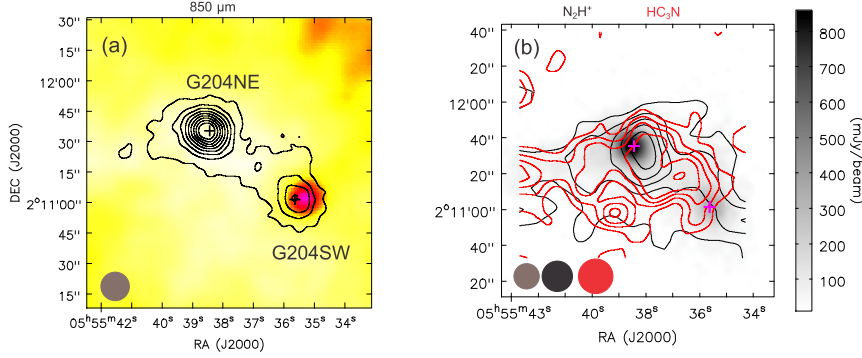 850 μm
(a)
G204NE
G204SW
30''
15''
12'00''
45''
30''
15''
2°11'00''
45''
30''
15''
DEC (J2000)
05ʰ55ᵐ42ˢ 40ˢ 39ˢ 37ˢ 36ˢ 35ˢ 34ˢ
RA (J2000)
N₂H⁺ HC₃N
(b)
40''
20''
12'00''
40''
20''
2°11'00''
40''
20''
05ʰ55ᵐ43ˢ 41ˢ 39ˢ 38ˢ 36ˢ 34ˢ
RA (J2000)
800
700
600
500
400
300
200
100
(mJy/beam)